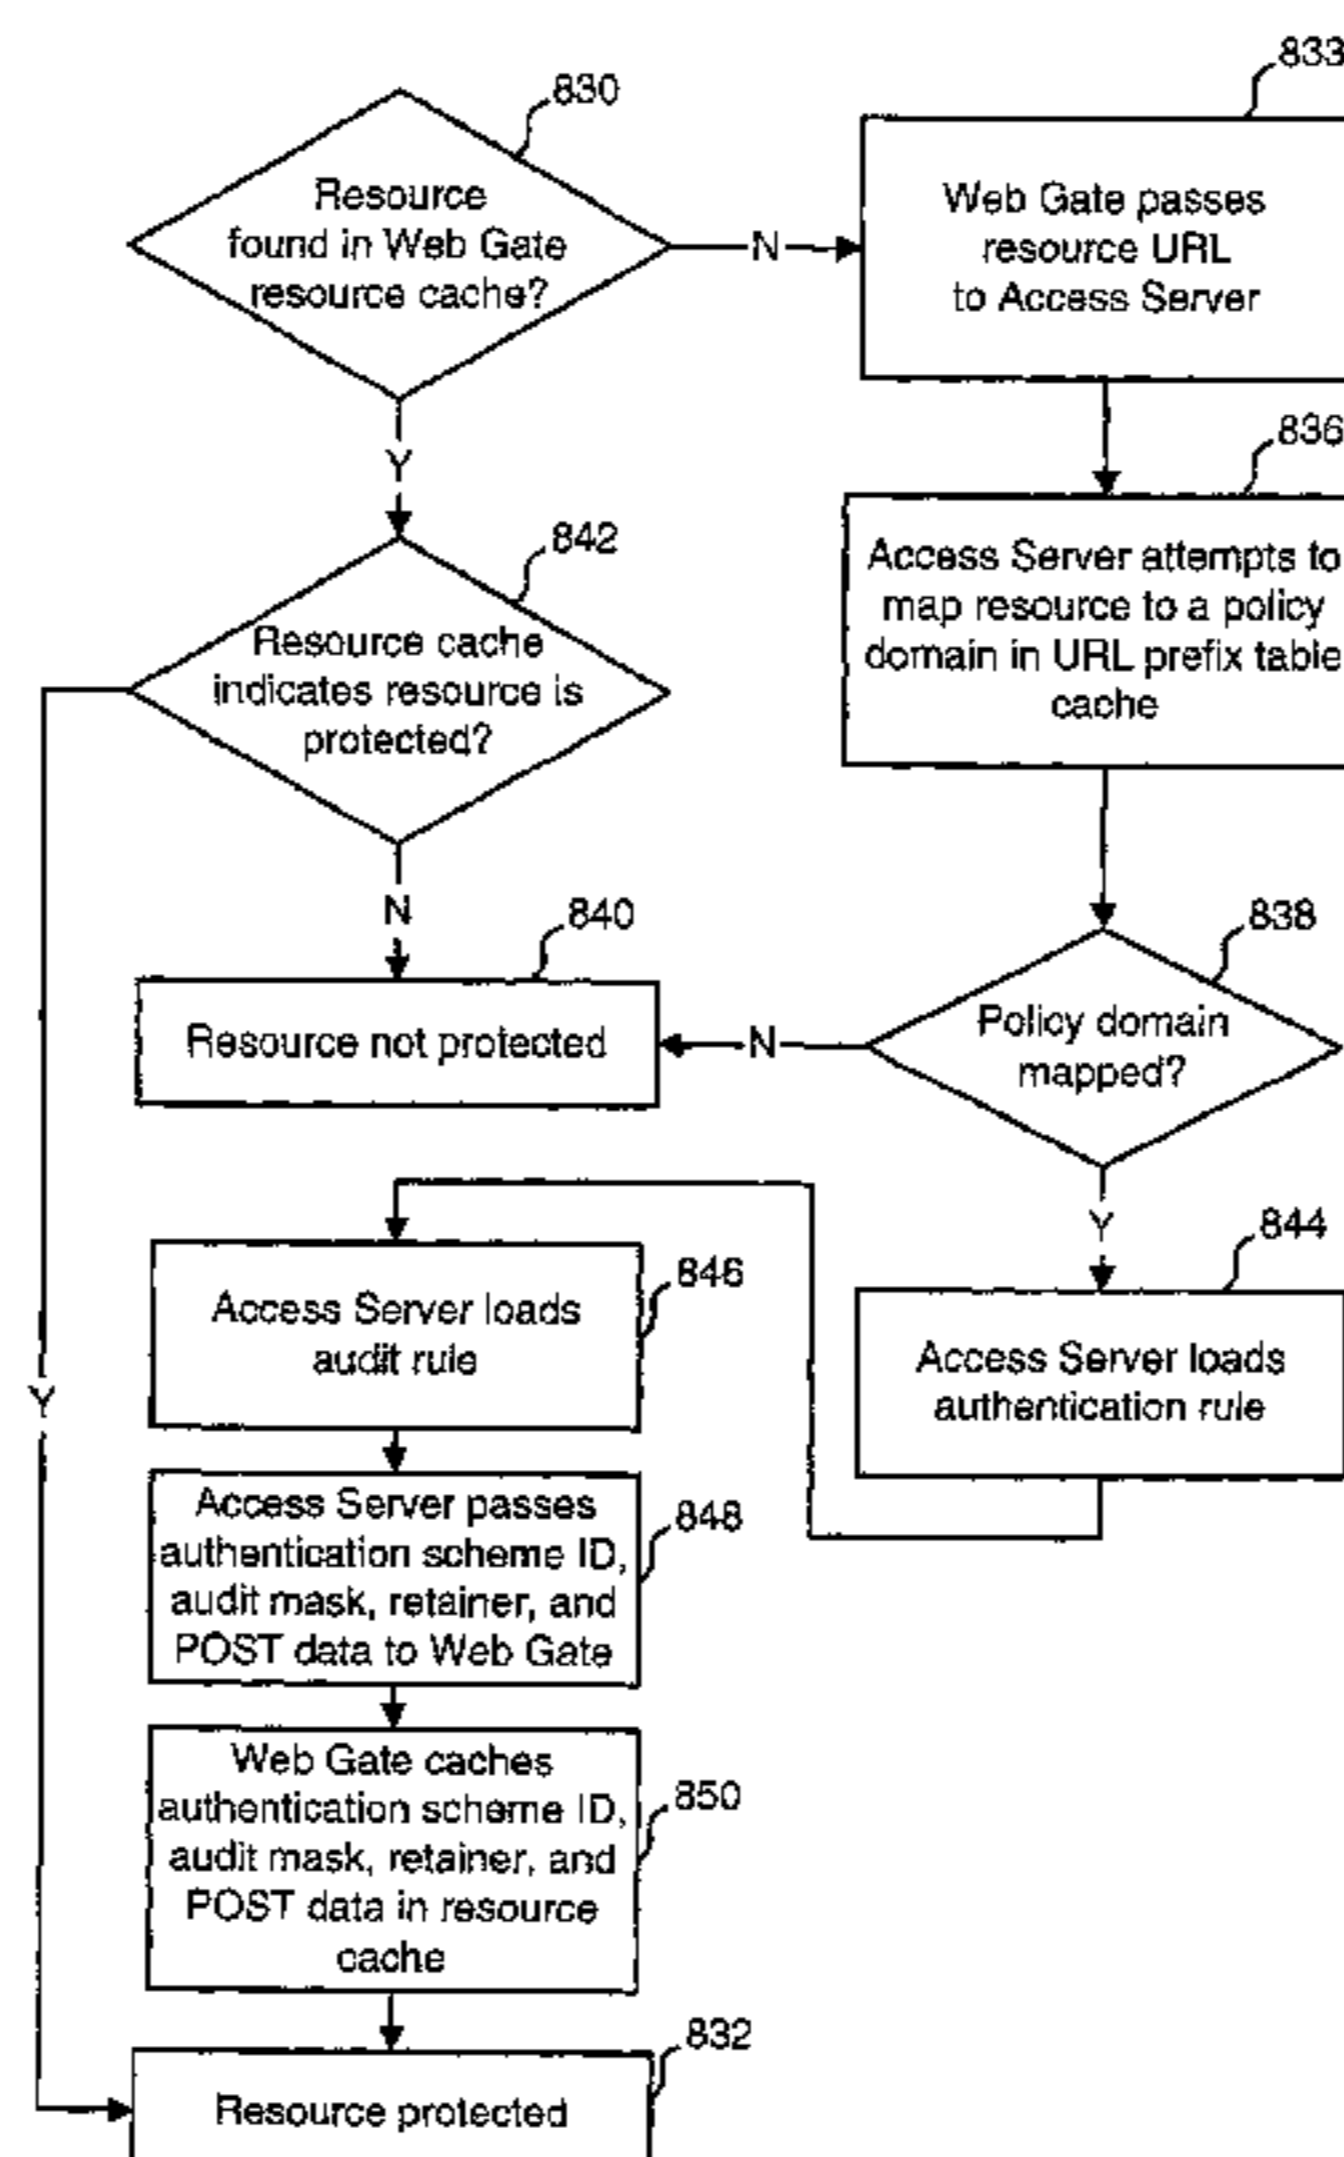 830
Resource
found in Web Gate
resource cache?
N
833
Web Gate passes
resource URL
to Access Server
Y
836
Access Server attempts to
map resource to a policy
domain in URL prefix table
cache
842
Resource cache
indicates resource is
protected?
N
840
Resource not protected
N
838
Policy domain
mapped?
Y
844
Access Server loads
authentication rule
846
Access Server loads
audit rule
Y
848
Access Server passes
authentication scheme ID,
audit mask, retainer, and
POST data to Web Gate
850
Web Gate caches
authentication scheme ID,
audit mask, retainer, and
POST data in resource
cache
832
Resource protected